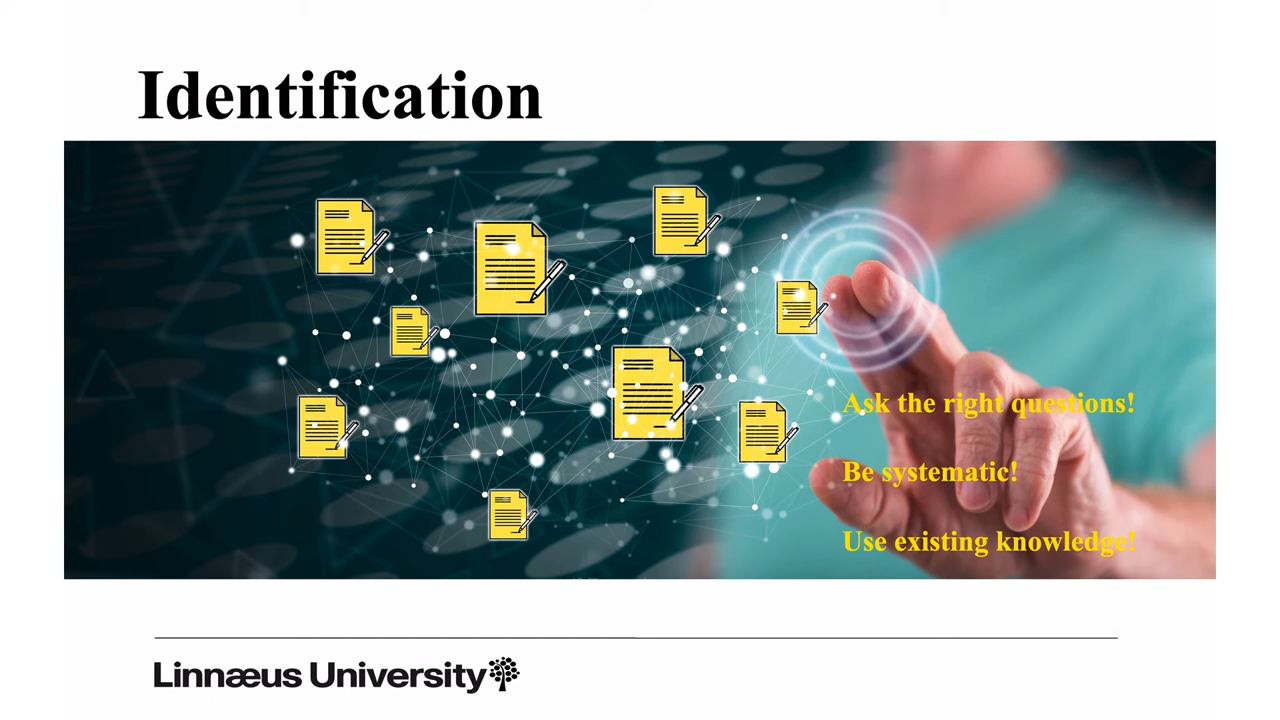 Identification
Ask the right questions!
Be systematic!
Use existing knowledge!
Linnæus University